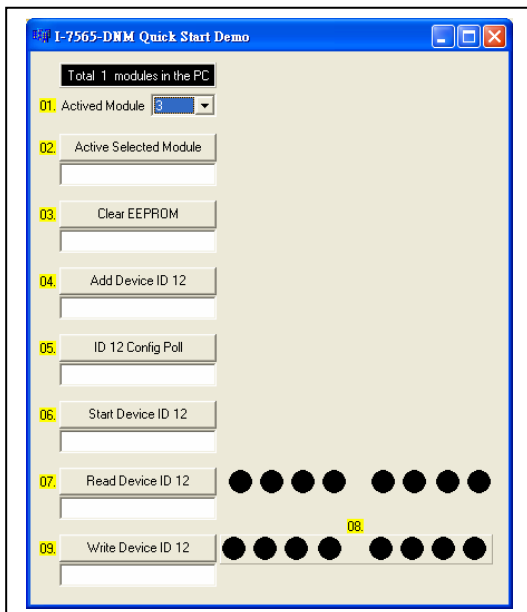 I-7565-DNM Quick Start Demo
Total 1 modules in the PC
01. Actived Module 3
02. Active Selected Module
03. Clear EEPROM
04. Add Device ID 12
05. ID 12 Config Poll
06. Start Device ID 12
07. Read Device ID 12
08.
09. Write Device ID 12